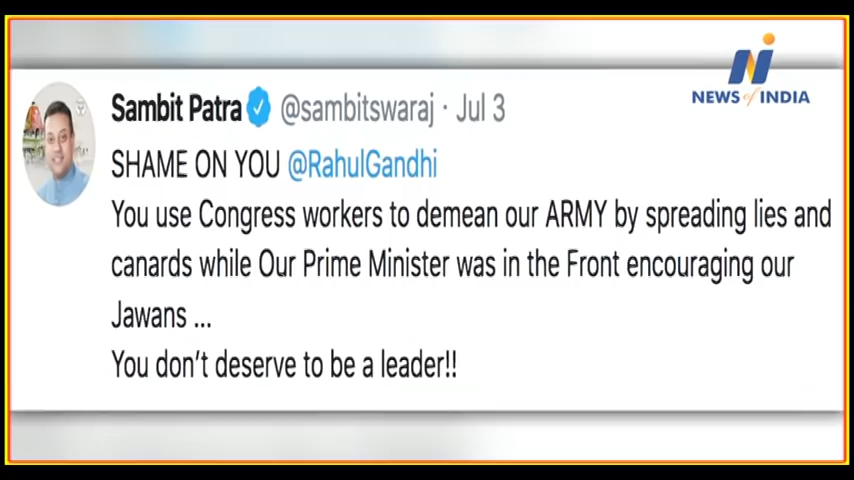 NEWS of INDIA
Sambit Patra @sambitswaraj · Jul 3
SHAME ON YOU @RahulGandhi
You use Congress workers to demean our ARMY by spreading lies and
canards while Our Prime Minister was in the Front encouraging our
Jawans ...
You don't deserve to be a leader!!